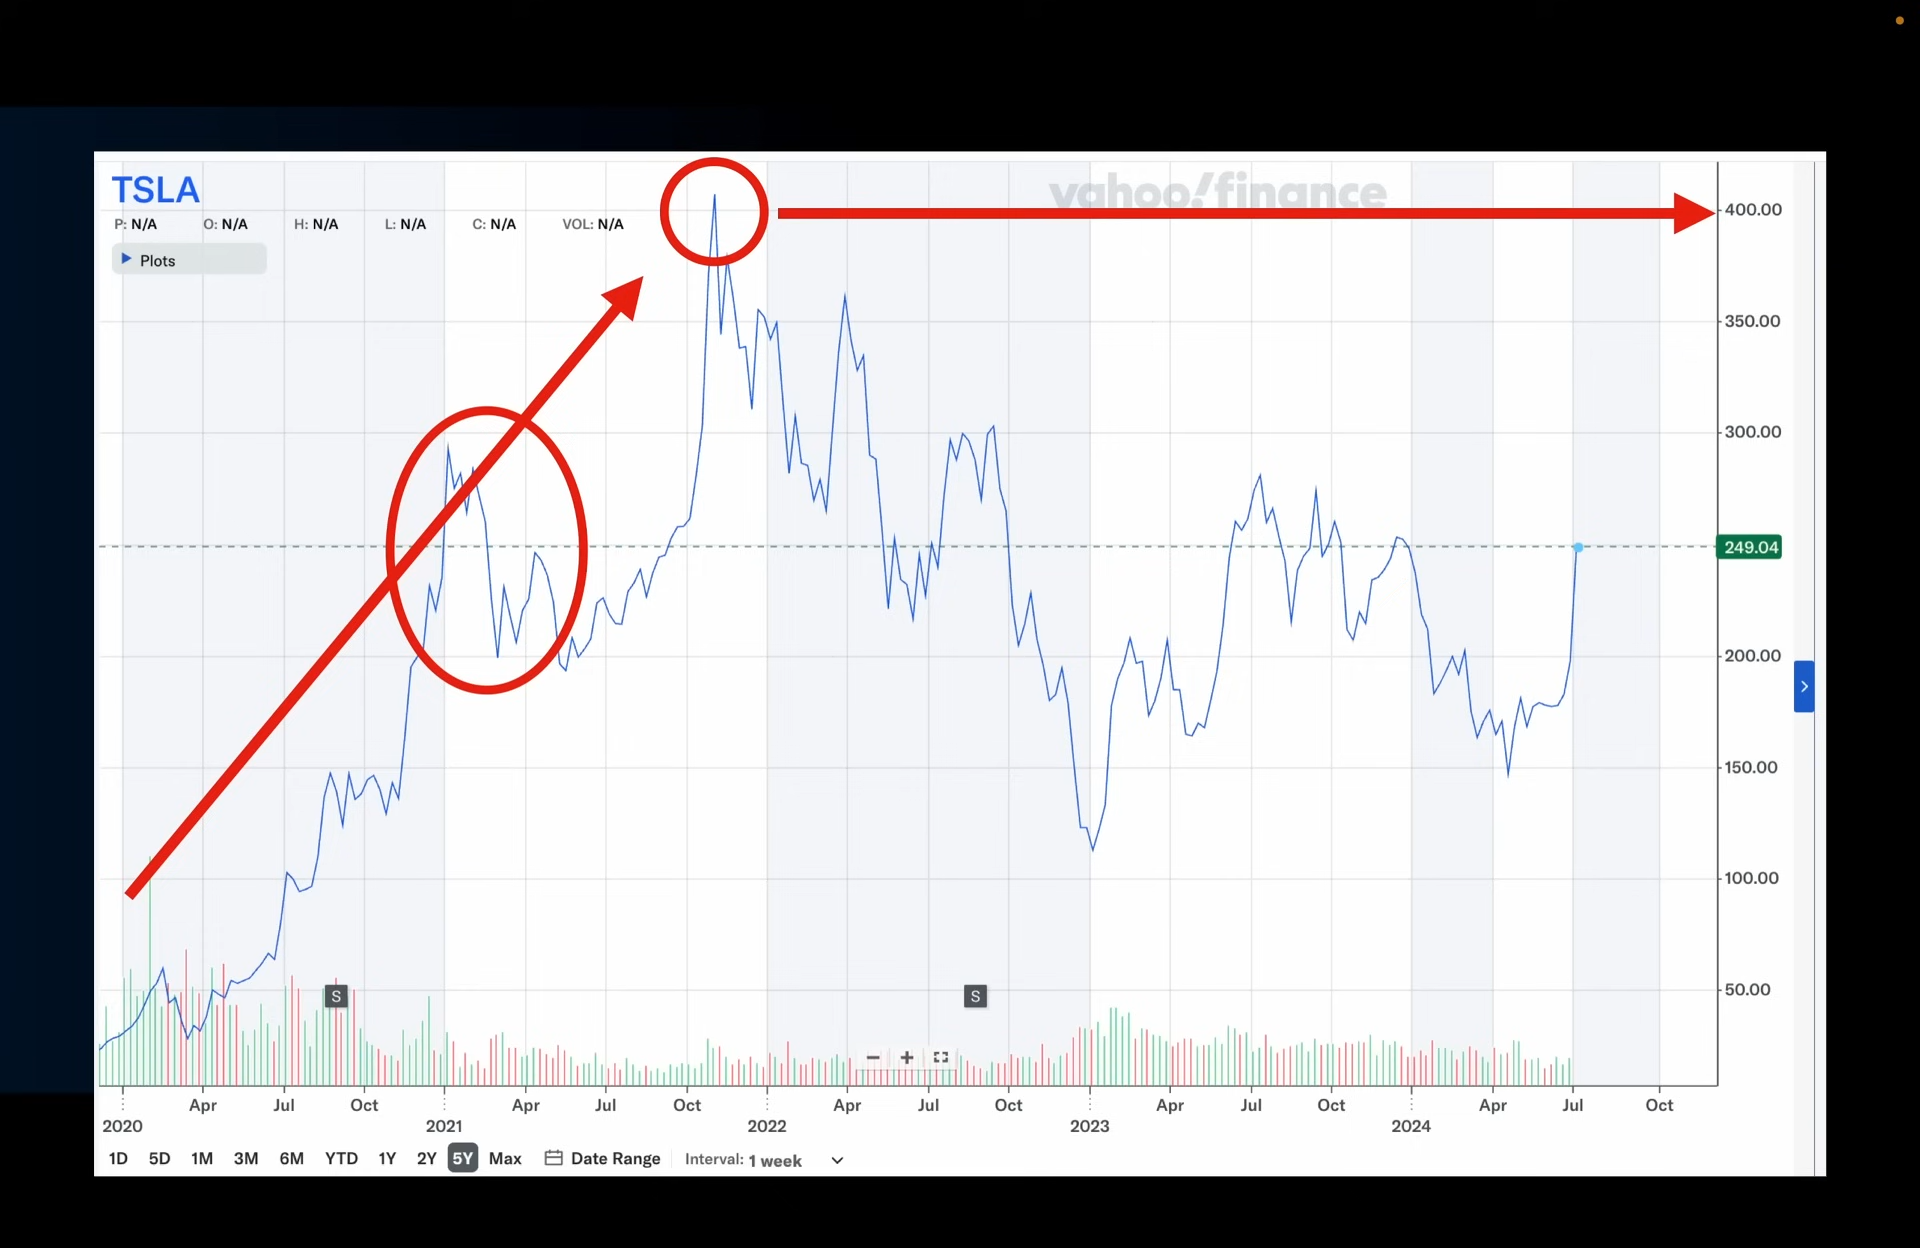 TSLA
yahoo!finance
P: N/A O: N/A H: N/A L: N/A C: N/A VOL: N/A
Plots
400.00
350.00
300.00
249.04
200.00
150.00
100.00
50.00
S S
Apr Jul Oct Apr Jul Oct Apr Jul Oct Apr Jul Oct Apr Jul Oct
2020 2021 2022 2023 2024
1D 5D 1M 3M 6M YTD 1Y 2Y 5Y Max Date Range Interval: 1 week